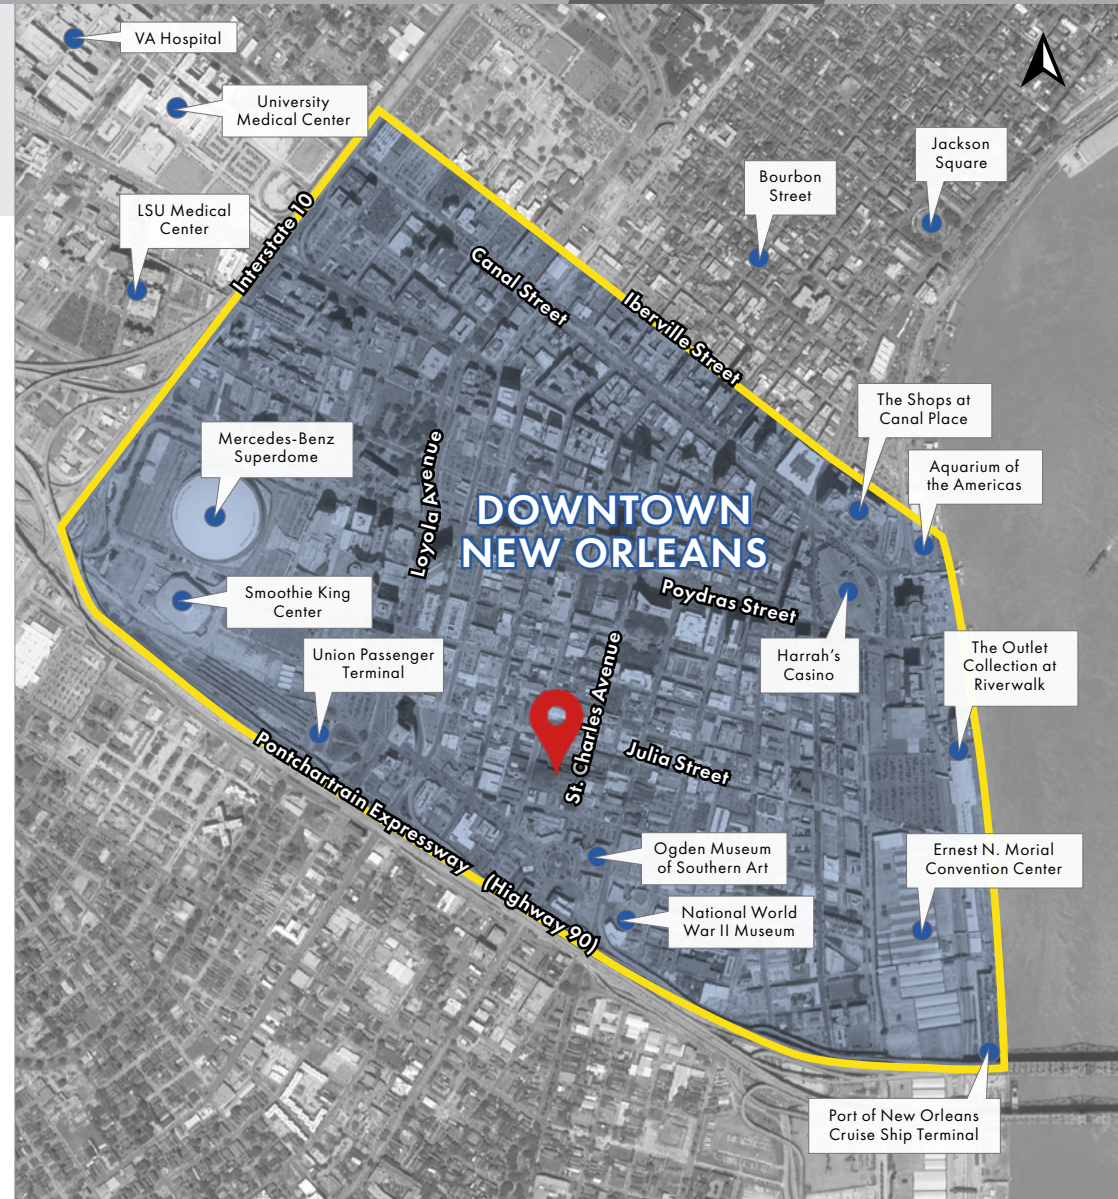 VA Hospital
University
Medical Center
Jackson
Square
Bourbon
Street
LSU Medical
Center
Interstate 10
Canal Street
Iberville Street
The Shops at
Canal Place
Mercedes-Benz
Superdome
Aquarium of
the Americas
Loyola Avenue
DOWNTOWN
NEW ORLEANS
Smoothie King
Center
Poydras Street
Union Passenger
Terminal
Harrah's
Casino
The Outlet
Collection at
Riverwalk
St. Charles Avenue
Julia Street
Pontchartrain Expressway (Highway 90)
Ogden Museum
of Southern Art
Ernest N. Morial
Convention Center
National World
War II Museum
Port of New Orleans
Cruise Ship Terminal